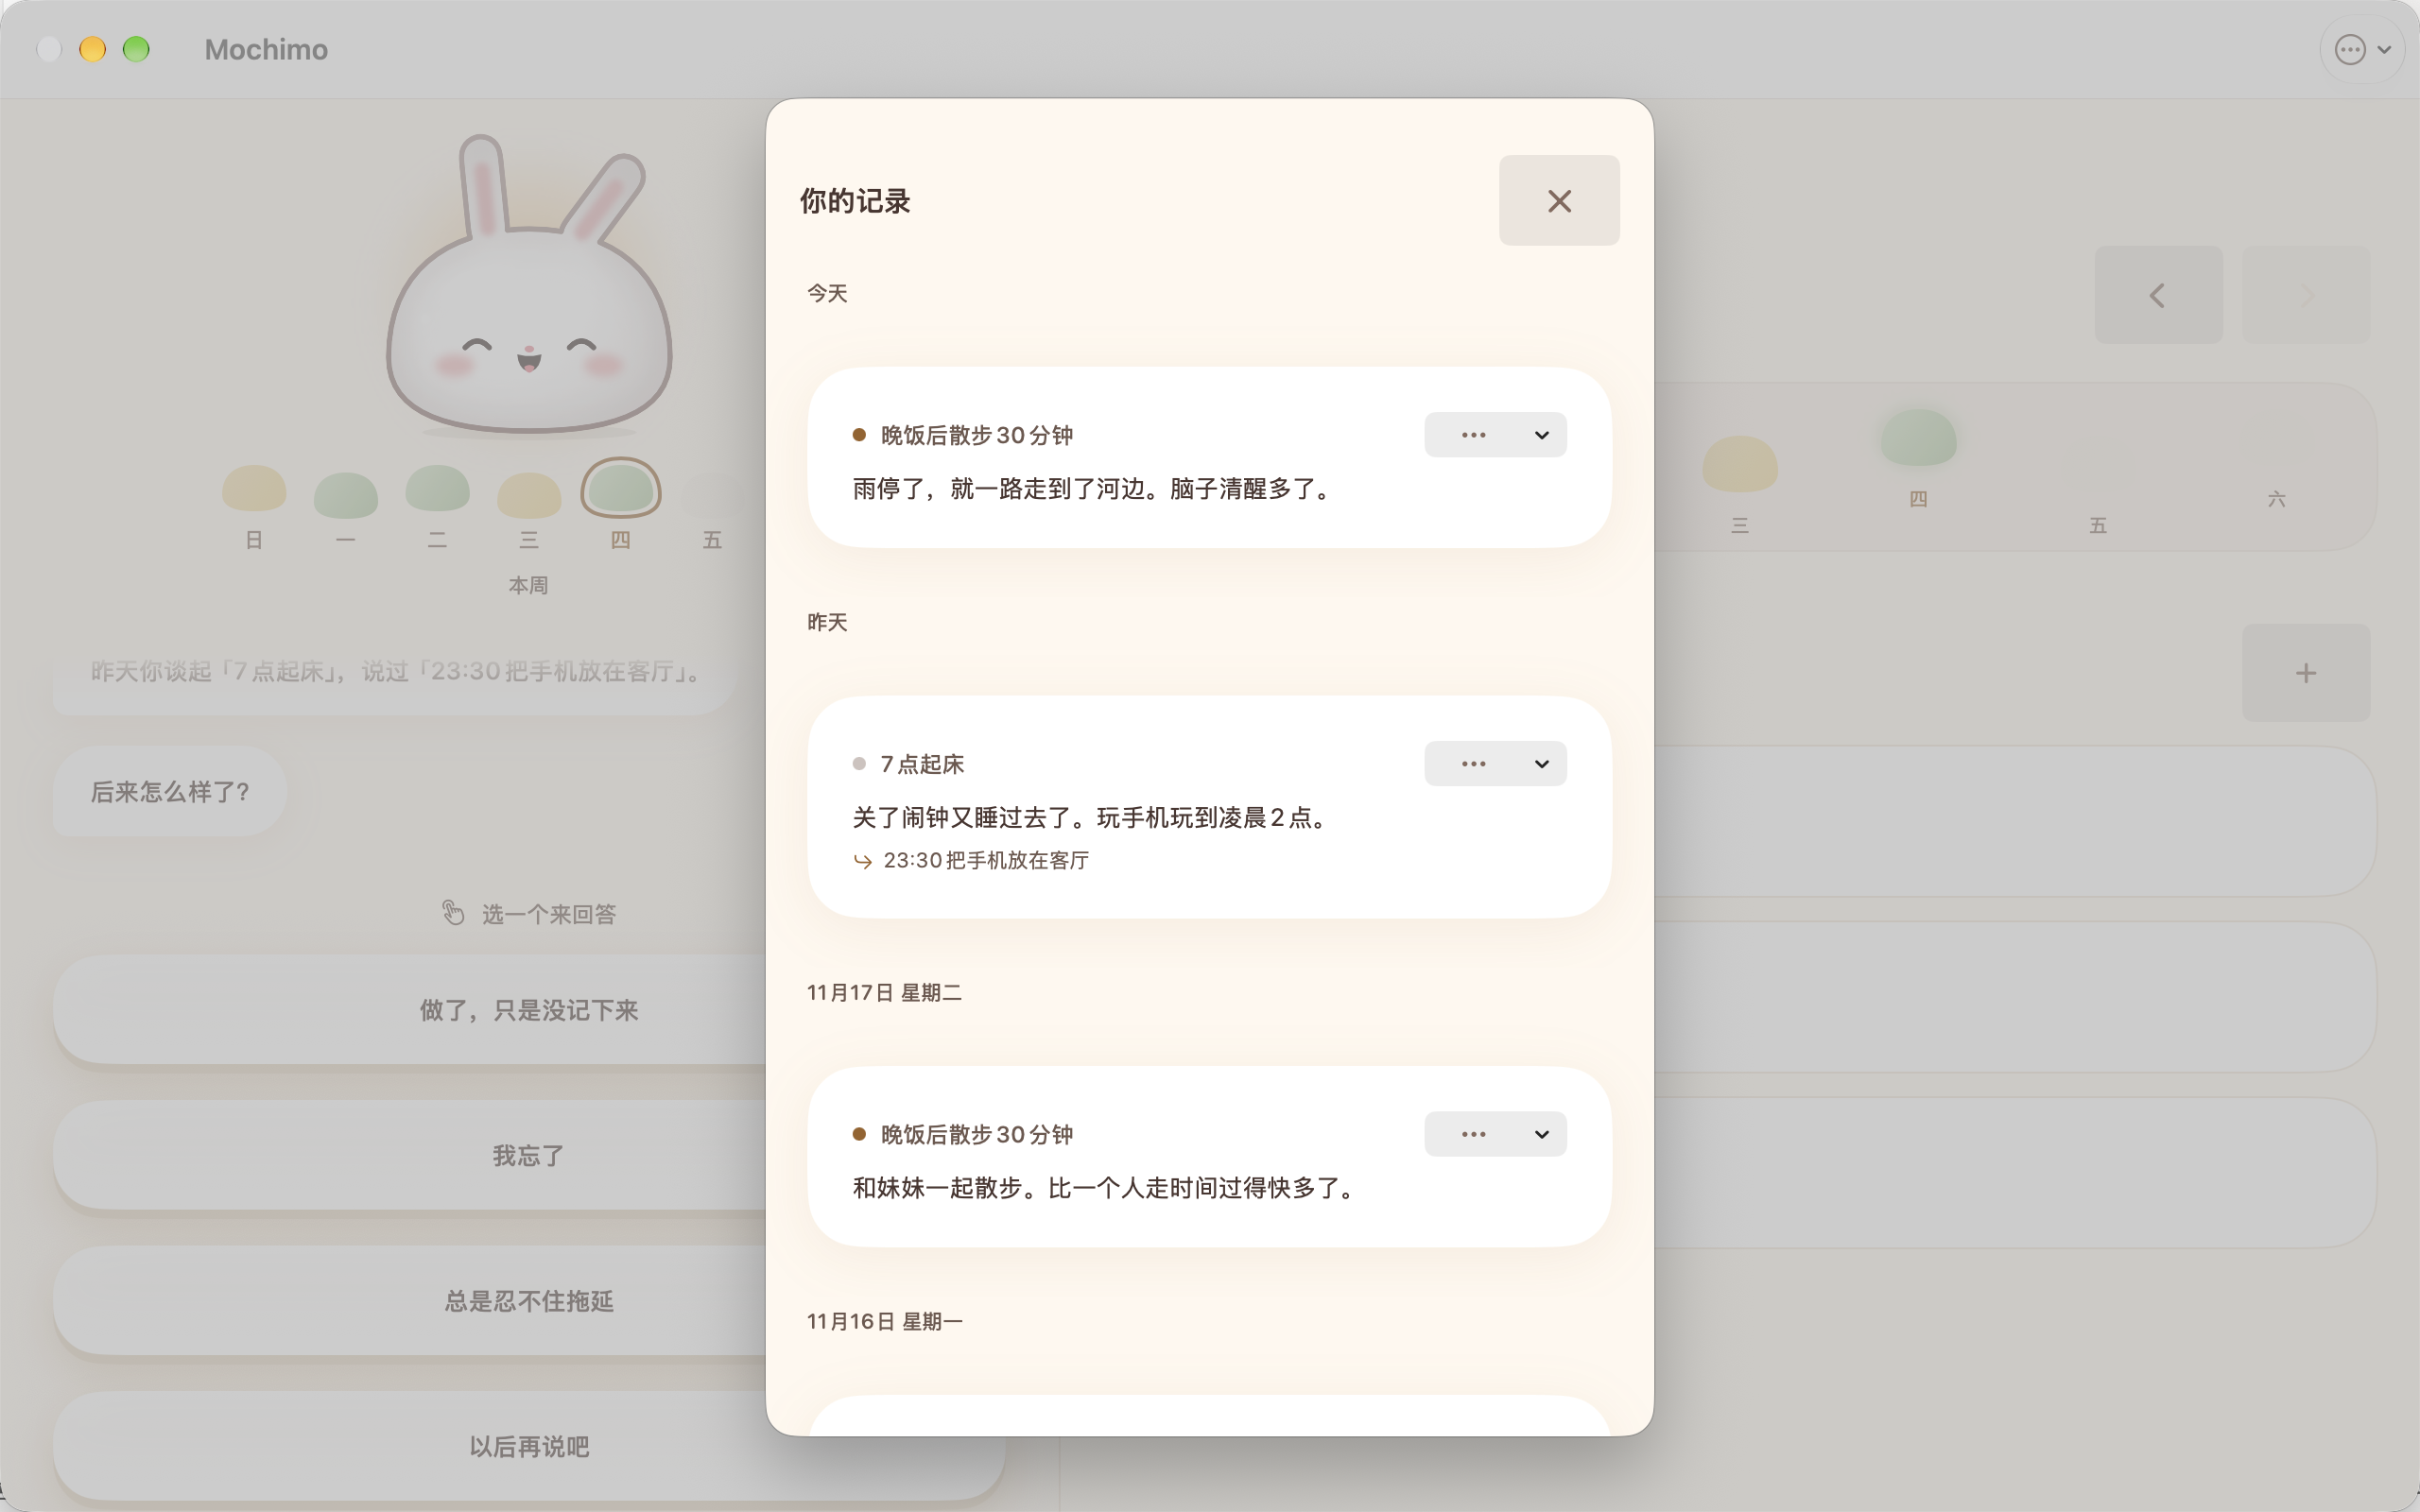 Mochimo
日 一 二 三 四 五
本周
昨天你谈起「7点起床」，说过「23:30把手机放在客厅」。
后来怎么样了?
选一个来回答
做了，只是没记下来
我忘了
总是忍不住拖延
以后再说吧
你的记录
今天
晚饭后散步30分钟
雨停了，就一路走到了河边。脑子清醒多了。
昨天
7点起床
关了闹钟又睡过去了。玩手机玩到凌晨2点。
23:30把手机放在客厅
11月17日 星期二
晚饭后散步30分钟
和妹妹一起散步。比一个人走时间过得快多了。
11月16日 星期一
三 四 五 六